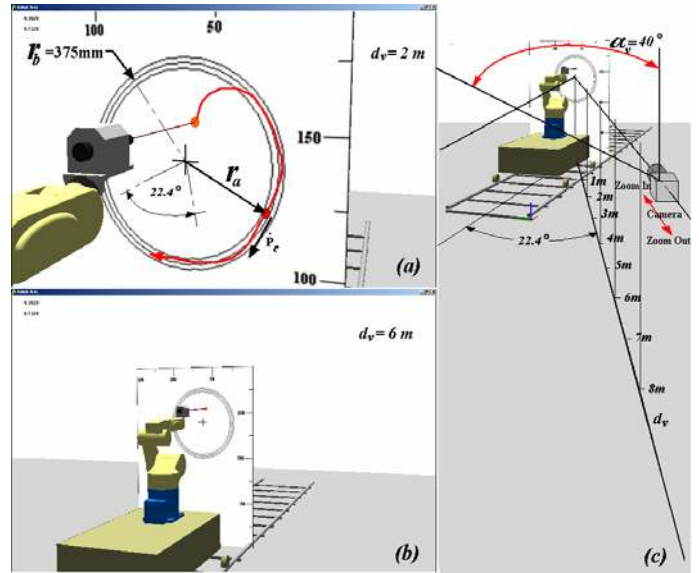 100
50
r_b = 375mm
d_v = 2 m
150
22.4°
r_a
P_e
(a)
100
d_v = 6 m
(b)
α_v = 40°
1m
Zoom In
2m
Camera
3m
Zoom Out
22.4°
4m
5m
6m
7m
8m
d_v
(c)